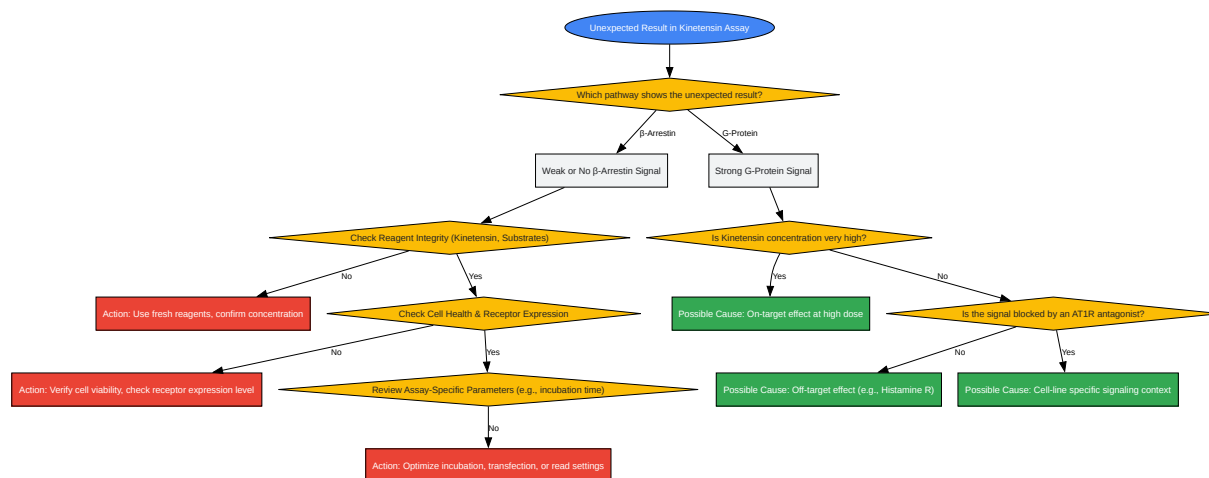 Unexpected Result in Kinetensin Assay
Which pathway shows the unexpected result?
β-Arrestin
G-Protein
Weak or No β-Arrestin Signal
Strong G-Protein Signal
Check Reagent Integrity (Kinetensin, Substrates)
Is Kinetensin concentration very high?
No
Yes
Yes
No
Action: Use fresh reagents, confirm concentration
Check Cell Health & Receptor Expression
Possible Cause: On-target effect at high dose
Is the signal blocked by an AT1R antagonist?
No
Yes
No
Yes
Action: Verify cell viability, check receptor expression level
Review Assay-Specific Parameters (e.g., incubation time)
Possible Cause: Off-target effect (e.g., Histamine R)
Possible Cause: Cell-line specific signaling context
No
Action: Optimize incubation, transfection, or read settings